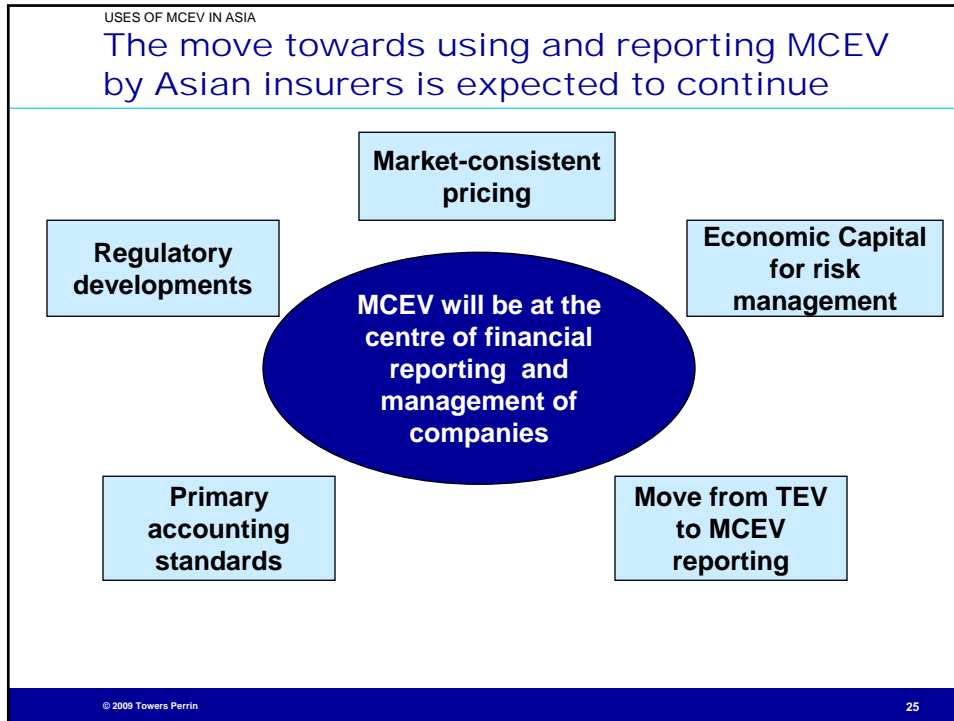 USES OF MCEV IN ASIA
The move towards using and reporting MCEV
by Asian insurers is expected to continue
Market-consistent
pricing
Regulatory
developments
Economic Capital
for risk
management
MCEV will be at the
centre of financial
reporting and
management of
companies
Primary
accounting
standards
Move from TEV
to MCEV
reporting
© 2009 Towers Perrin
25